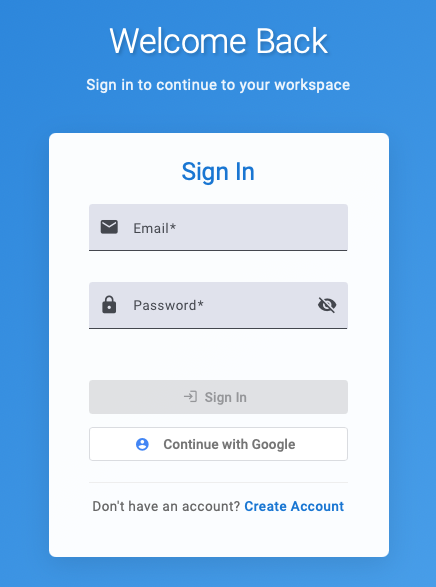 Welcome Back
Sign in to continue to your workspace
Sign In
Email*
Password*
Sign In
Continue with Google
Don't have an account? Create Account